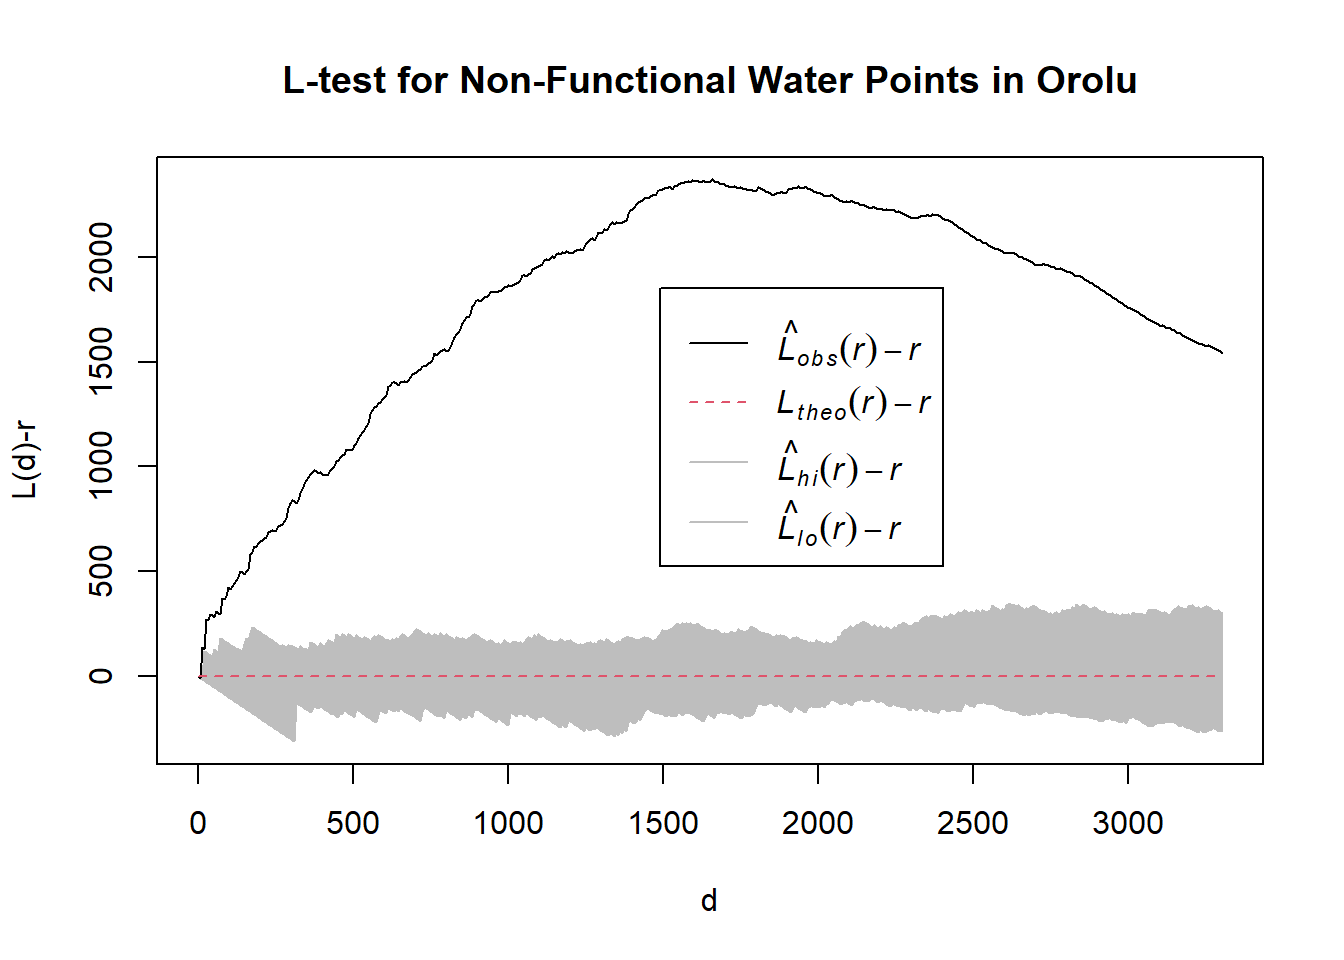 L-test for Non-Functional Water Points in Orolu
L(d)-r
2000
1500
1000
500
0
L̂obs(r) − r
Ltheo(r) − r
L̂hi(r) − r
L̂lo(r) − r
0 500 1000 1500 2000 2500 3000
d